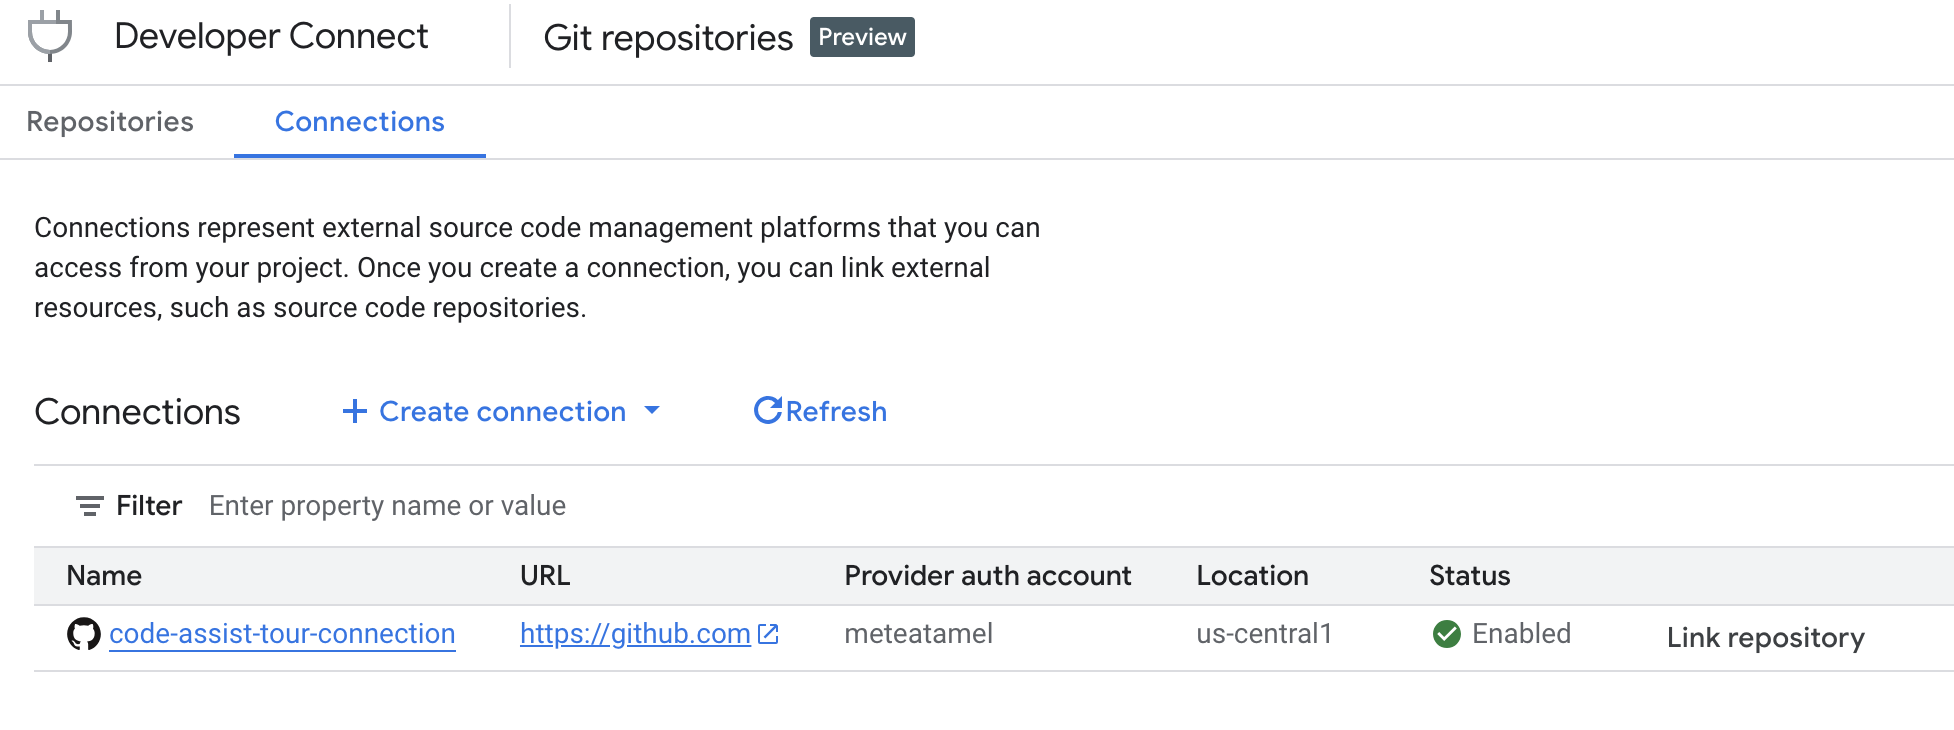 Developer Connect
Git repositories Preview
Repositories Connections
Connections represent external source code management platforms that you can
access from your project. Once you create a connection, you can link external
resources, such as source code repositories.
Connections Create connection Refresh
Filter Enter property name or value
Name URL Provider auth account Location Status
code-assist-tour-connection https://github.com meteatamel us-central1 Enabled Link repository